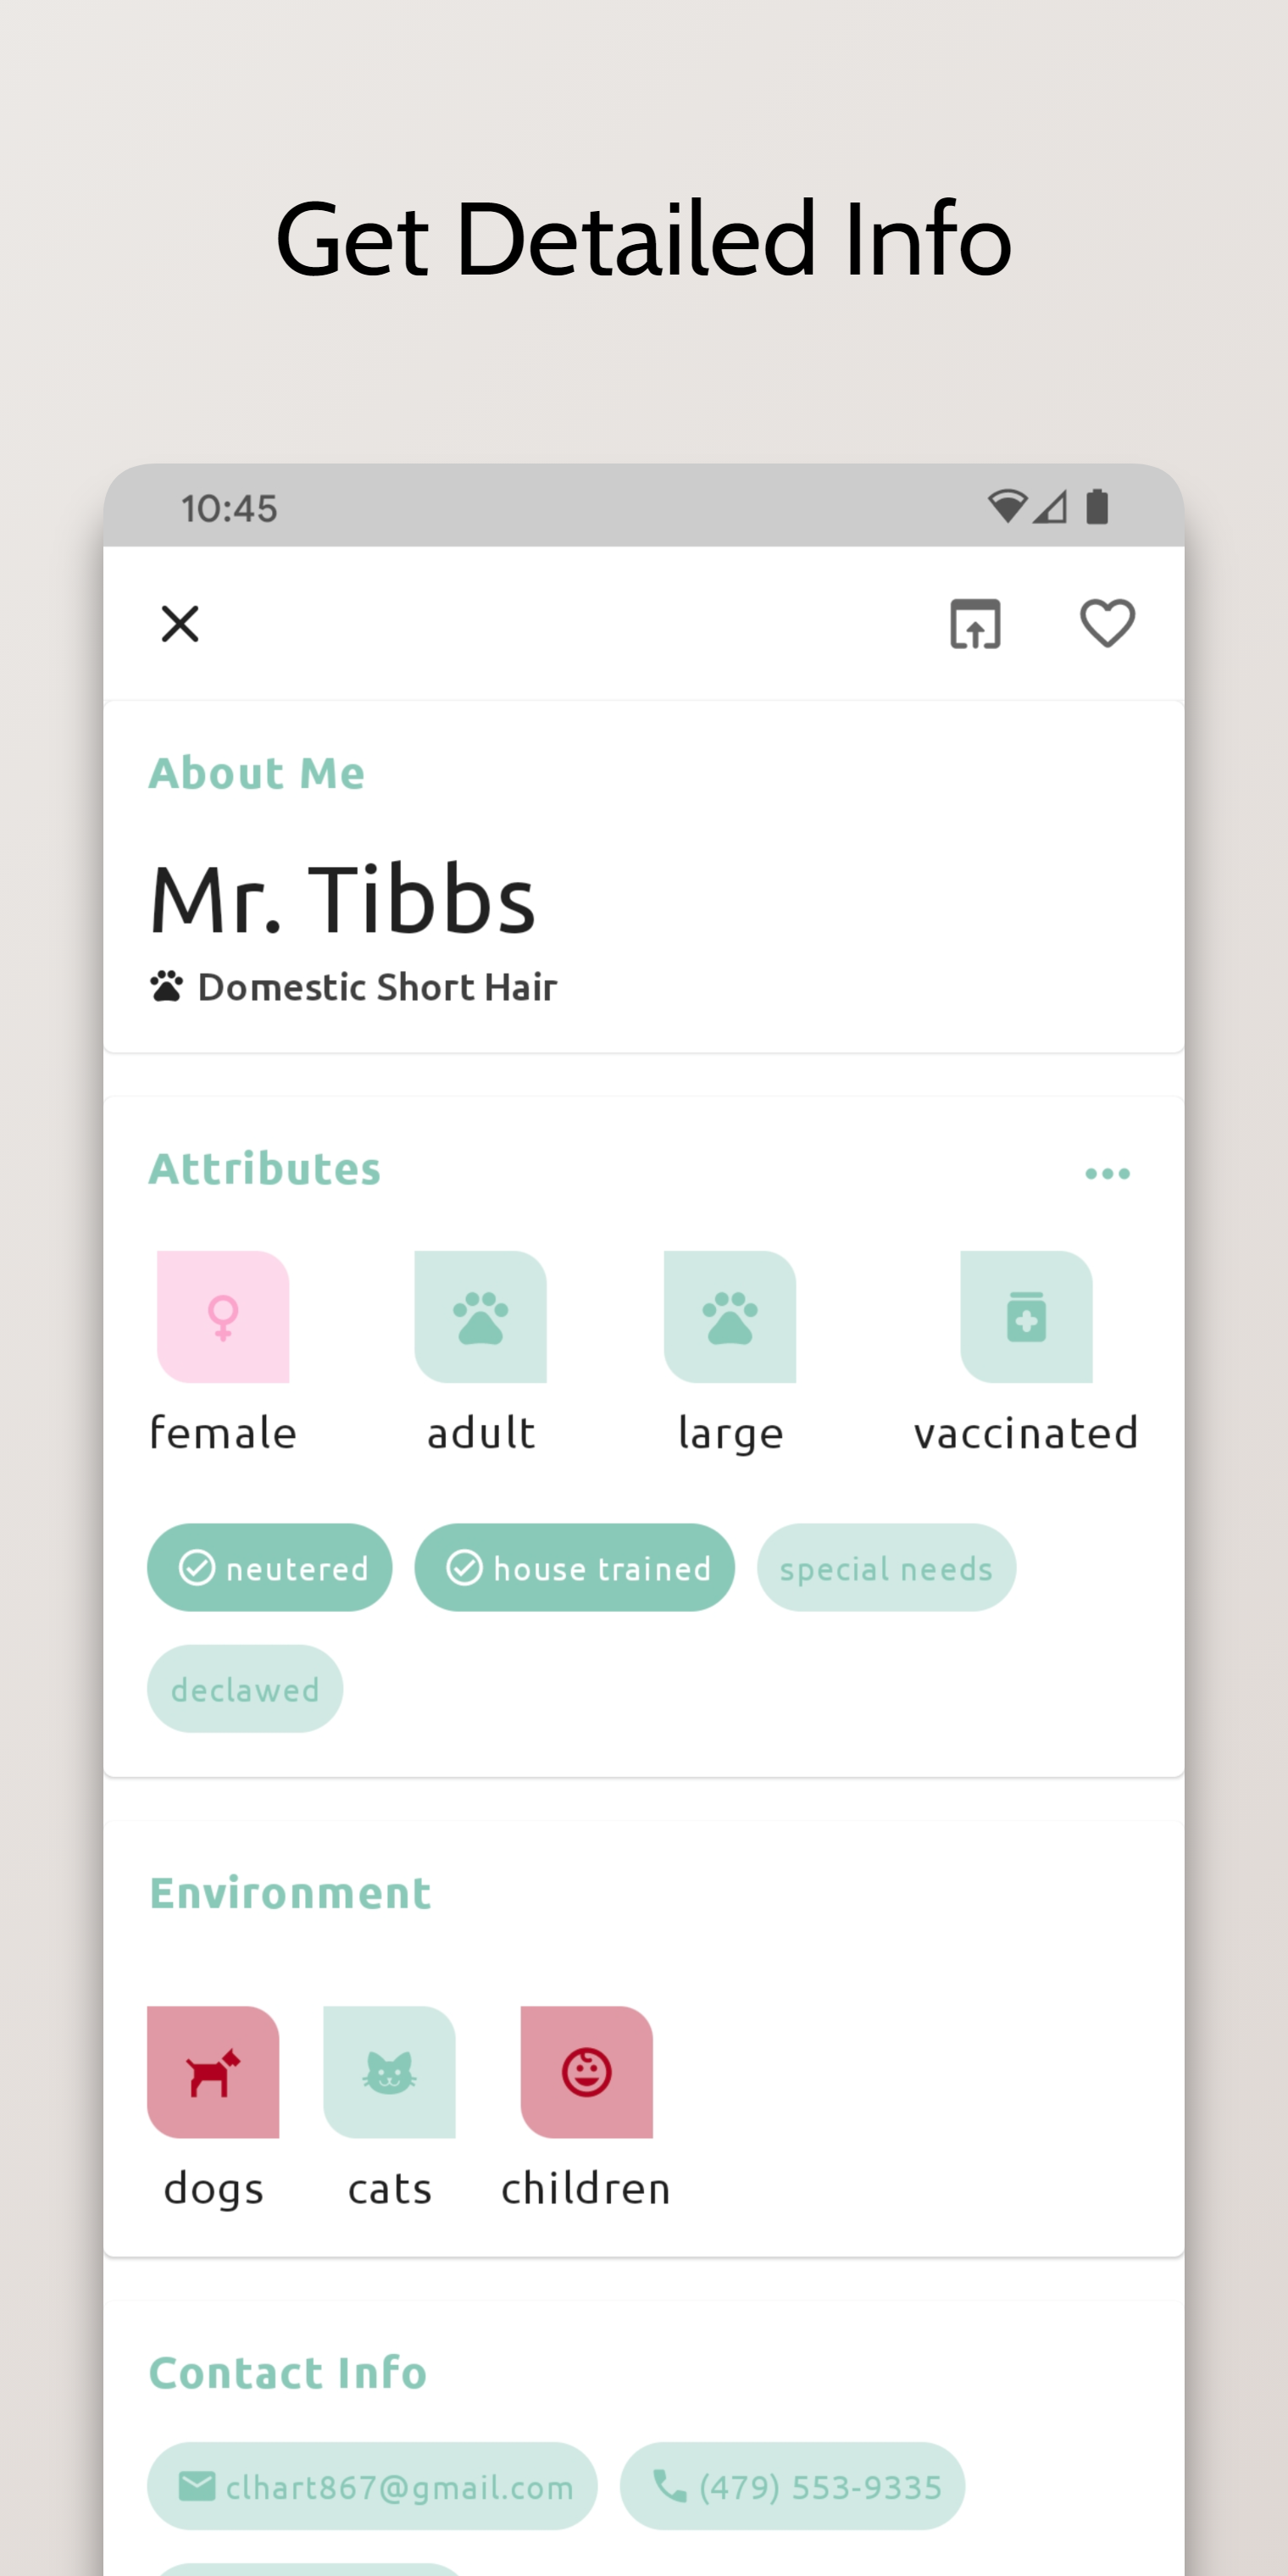 Get Detailed Info
10:45
About Me
Mr. Tibbs
Domestic Short Hair
Attributes
female adult large vaccinated
neutered house trained special needs
declawed
Environment
dogs cats children
Contact Info
clhart867@gmail.com (479) 553-9335